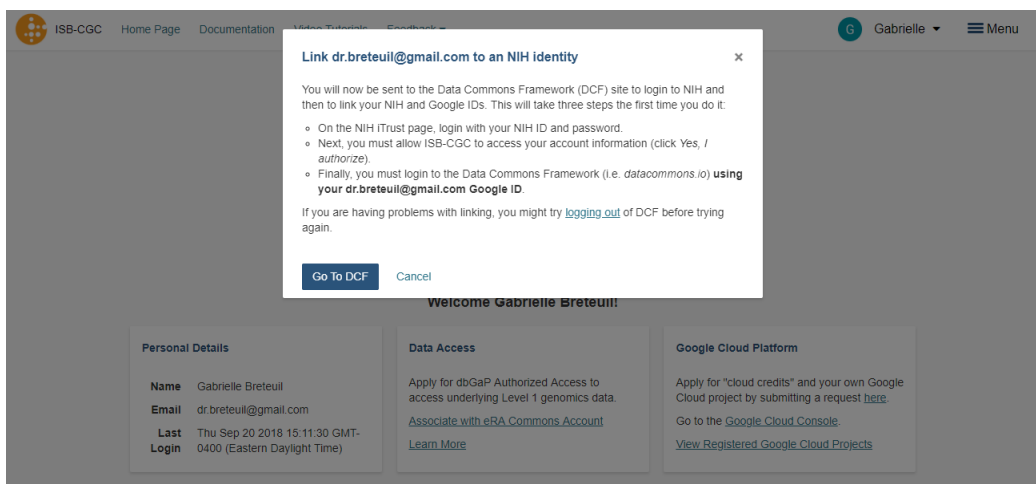 ISB-CGC Home Page Documentation Video Tutorials Feedback G Gabrielle Menu
Link dr.breteuil@gmail.com to an NIH identity ×
You will now be sent to the Data Commons Framework (DCF) site to login to NIH and
then to link your NIH and Google IDs. This will take three steps the first time you do it:
On the NIH iTrust page, login with your NIH ID and password.
Next, you must allow ISB-CGC to access your account information (click Yes, I
authorize).
Finally, you must login to the Data Commons Framework (i.e. datacommons.io) using
your dr.breteuil@gmail.com Google ID.
If you are having problems with linking, you might try logging out of DCF before trying
again.
Go To DCF Cancel
Welcome Gabrielle Breteuil!
Personal Details
Name Gabrielle Breteuil
Email dr.breteuil@gmail.com
Last Thu Sep 20 2018 15:11:30 GMT-
Login 0400 (Eastern Daylight Time)
Data Access
Apply for dbGaP Authorized Access to
access underlying Level 1 genomics data.
Associate with eRA Commons Account
Learn More
Google Cloud Platform
Apply for "cloud credits" and your own Google
Cloud project by submitting a request here.
Go to the Google Cloud Console.
View Registered Google Cloud Projects